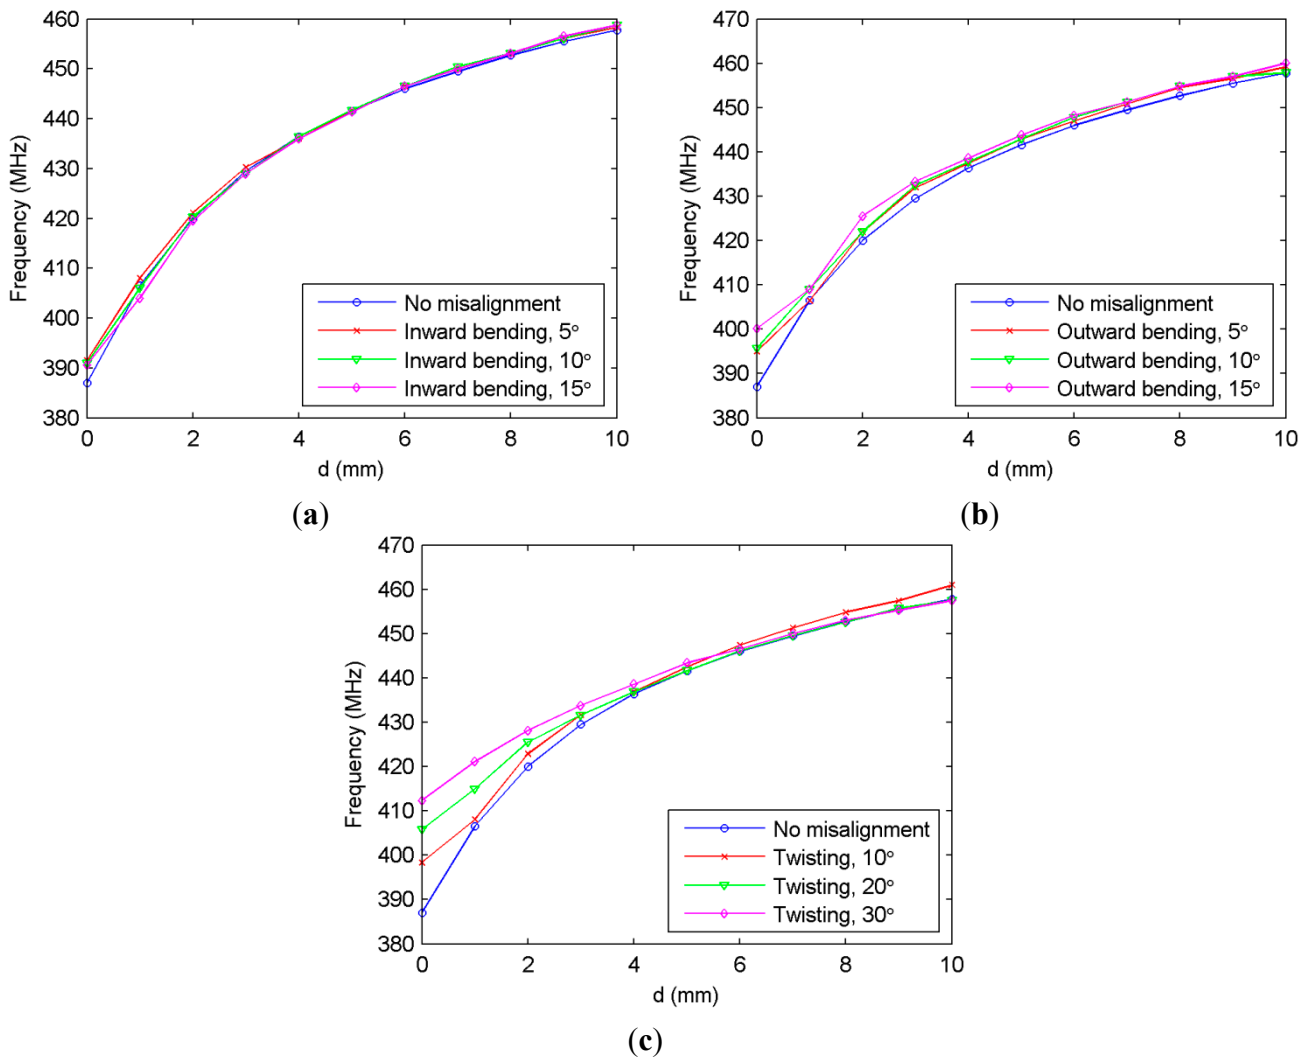 460
450
440
430
420
410
400
390
380
Frequency (MHz)
No misalignment
Inward bending, 5°
Inward bending, 10°
Inward bending, 15°
0 2 4 6 8 10
d (mm)
(a)
470
460
450
440
430
420
410
400
390
380
Frequency (MHz)
No misalignment
Outward bending, 5°
Outward bending, 10°
Outward bending, 15°
0 2 4 6 8 10
d (mm)
(b)
470
460
450
440
430
420
410
400
390
380
Frequency (MHz)
No misalignment
Twisting, 10°
Twisting, 20°
Twisting, 30°
0 2 4 6 8 10
d (mm)
(c)